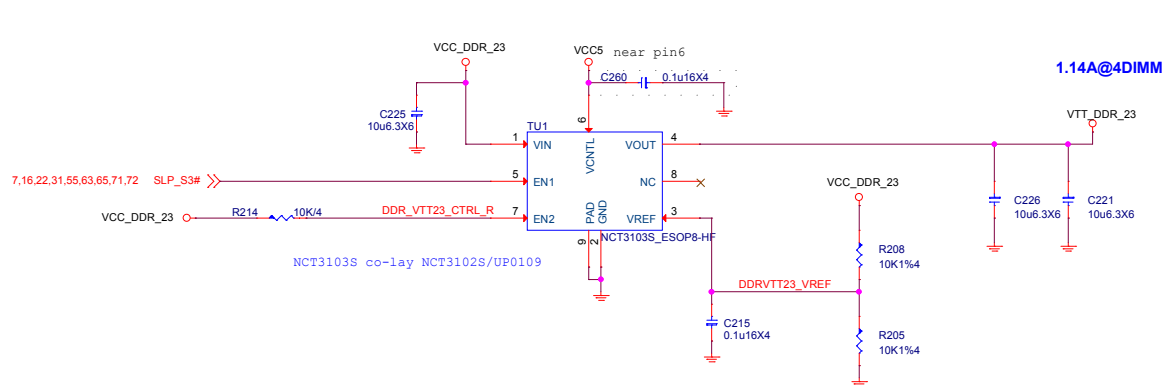 VCC_DDR_23
VCC5
near pin6
1.14A@4DIMM
C260
0.1u16X4
C225
10u6.3X6
VTT_DDR_23
TU1
6
1
VIN
VCNTL
VOUT
4
7,16,22,31,55,63,65,71,72
SLP_S3#
5
EN1
NC
8
VCC_DDR_23
VCC_DDR_23
R214
10K/4
DDR_VTT23_CTRL_R
7
EN2
PAD
GND
VREF
3
C226
10u6.3X6
C221
10u6.3X6
9
2
NCT3103S_ESOP8-HF
NCT3103S co-lay NCT3102S/UP0109
R208
10K1%4
DDRVTT23_VREF
C215
0.1u16X4
R205
10K1%4